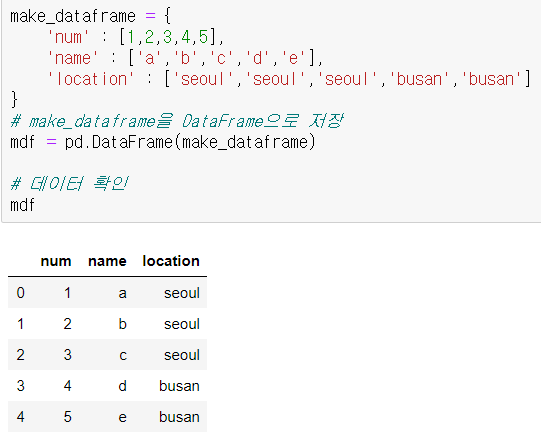 make_dataframe = {
    'num' : [1,2,3,4,5],
    'name' : ['a','b','c','d','e'],
    'location' : ['seoul','seoul','seoul','busan','busan']
}
# make_dataframe을 DataFrame으로 저장
mdf = pd.DataFrame(make_dataframe)
# 데이터 확인
mdf
num name location
0 1 a seoul
1 2 b seoul
2 3 c seoul
3 4 d busan
4 5 e busan